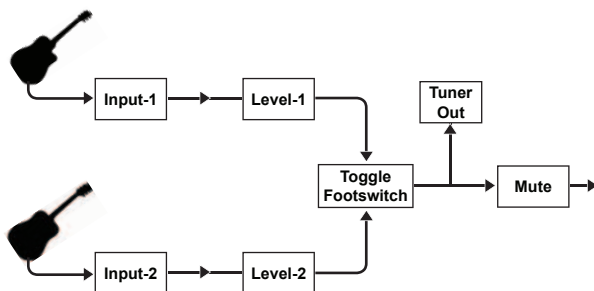 Input-1
Level-1
Tuner
Out
Toggle
Footswitch
Mute
Input-2
Level-2